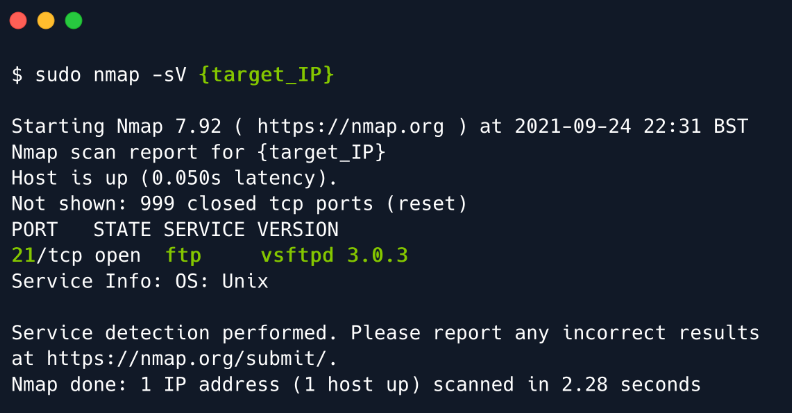 $ sudo nmap -sV {target_IP}
Starting Nmap 7.92 ( https://nmap.org ) at 2021-09-24 22:31 BST
Nmap scan report for {target_IP}
Host is up (0.050s latency).
Not shown: 999 closed tcp ports (reset)
PORT   STATE SERVICE VERSION
21/tcp open  ftp     vsftpd 3.0.3
Service Info: OS: Unix
Service detection performed. Please report any incorrect results
at https://nmap.org/submit/.
Nmap done: 1 IP address (1 host up) scanned in 2.28 seconds